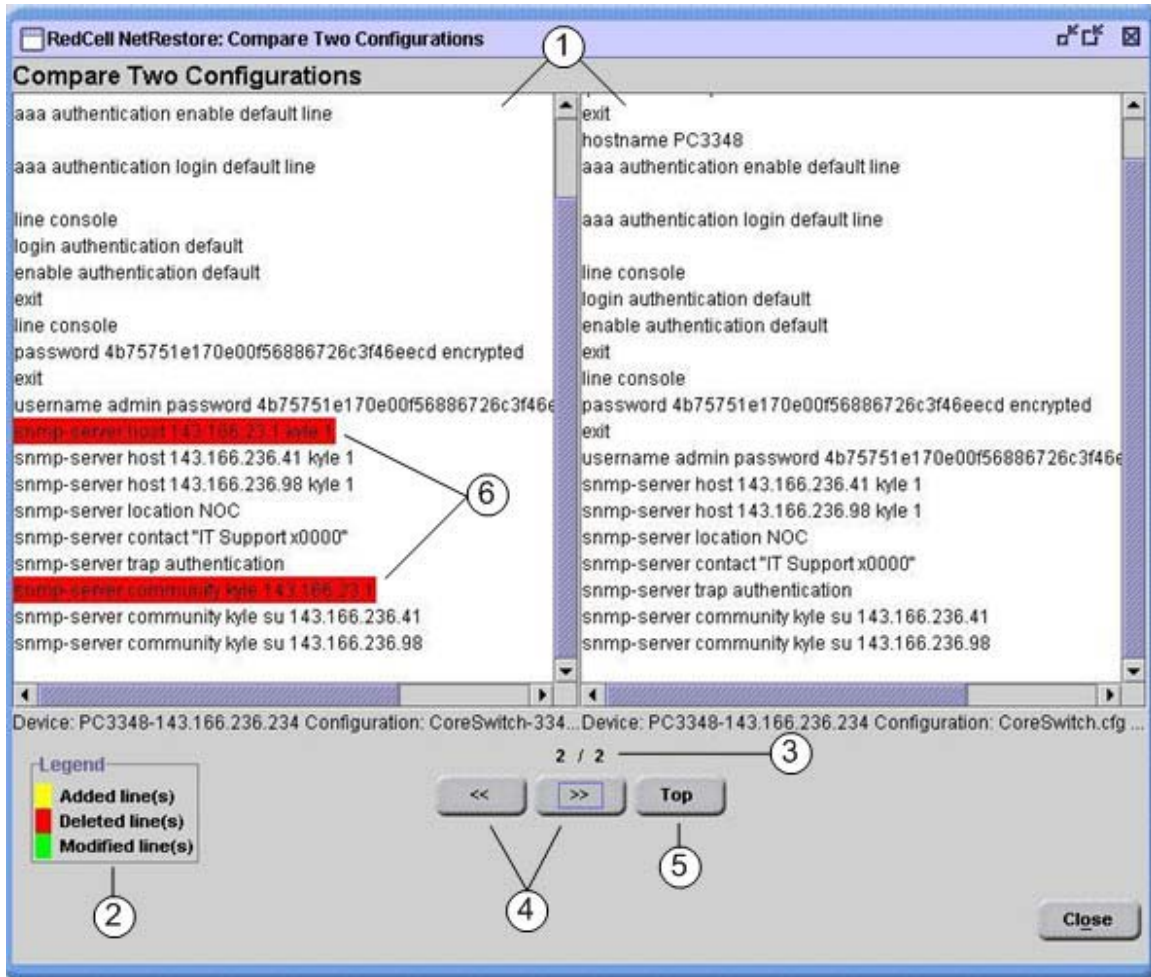 RedCell NetRestore: Compare Two Configurations
1
Compare Two Configurations
aaa authentication enable default line
aaa authentication login default line
line console
login authentication default
enable authentication default
exit
line console
password 4b75751e170e00f56886726c3f46eecd encrypted
exit
username admin password 4b75751e170e00f56886726c3f46e
snmp-server host 143.166.23.1 kyle 1
snmp-server host 143.166.236.41 kyle 1
snmp-server host 143.166.236.98 kyle 1
snmp-server location NOC
snmp-server contact "IT Support x0000"
snmp-server trap authentication
snmp-server community kyle 143.166.23.1
snmp-server community kyle su 143.166.236.41
snmp-server community kyle su 143.166.236.98
6
exit
hostname PC3348
aaa authentication enable default line
aaa authentication login default line
line console
login authentication default
enable authentication default
exit
line console
password 4b75751e170e00f56886726c3f46eecd encrypted
exit
username admin password 4b75751e170e00f56886726c3f46e
snmp-server host 143.166.236.41 kyle 1
snmp-server host 143.166.236.98 kyle 1
snmp-server location NOC
snmp-server contact "IT Support x0000"
snmp-server trap authentication
snmp-server community kyle su 143.166.236.41
snmp-server community kyle su 143.166.236.98
Device: PC3348-143.166.236.234 Configuration: CoreSwitch-334...
Device: PC3348-143.166.236.234 Configuration: CoreSwitch.cfg ...
2 / 2
3
Legend
Added line(s)
Deleted line(s)
Modified line(s)
<< >> Top
2
4
5
Close